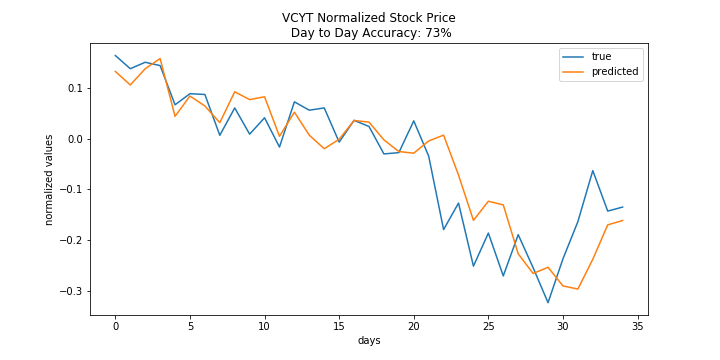 VCYT Normalized Stock Price
Day to Day Accuracy: 73%
true
predicted
normalized values
0.1
0.0
−0.1
−0.2
−0.3
0 5 10 15 20 25 30 35
days